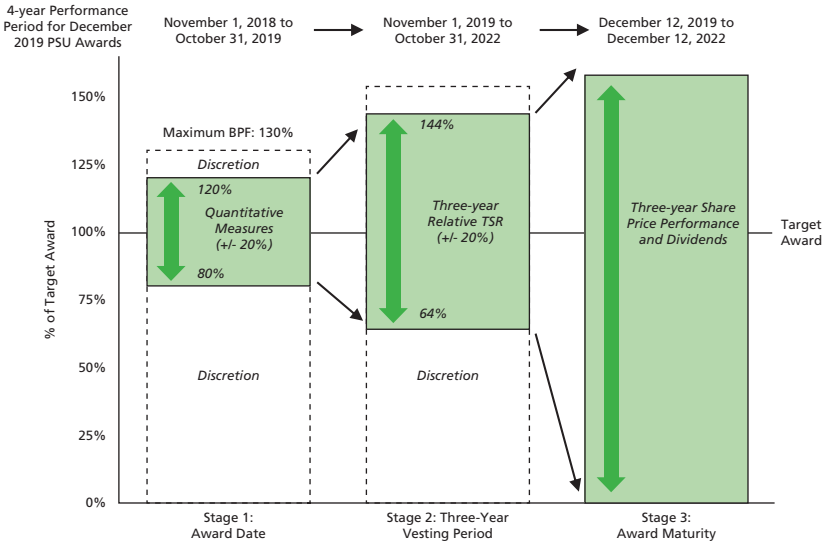 4-year Performance
Period for December
2019 PSU Awards
November 1, 2018 to
October 31, 2019
November 1, 2019 to
October 31, 2022
December 12, 2019 to
December 12, 2022
% of Target Award
150%
125%
100%
75%
50%
25%
0%
Maximum BPF: 130%
Discretion
120%
Quantitative
Measures
(+/- 20%)
80%
Discretion
144%
Three-year
Relative TSR
(+/- 20%)
64%
Discretion
Three-year Share
Price Performance
and Dividends
Target
Award
Stage 1:
Award Date
Stage 2: Three-Year
Vesting Period
Stage 3:
Award Maturity